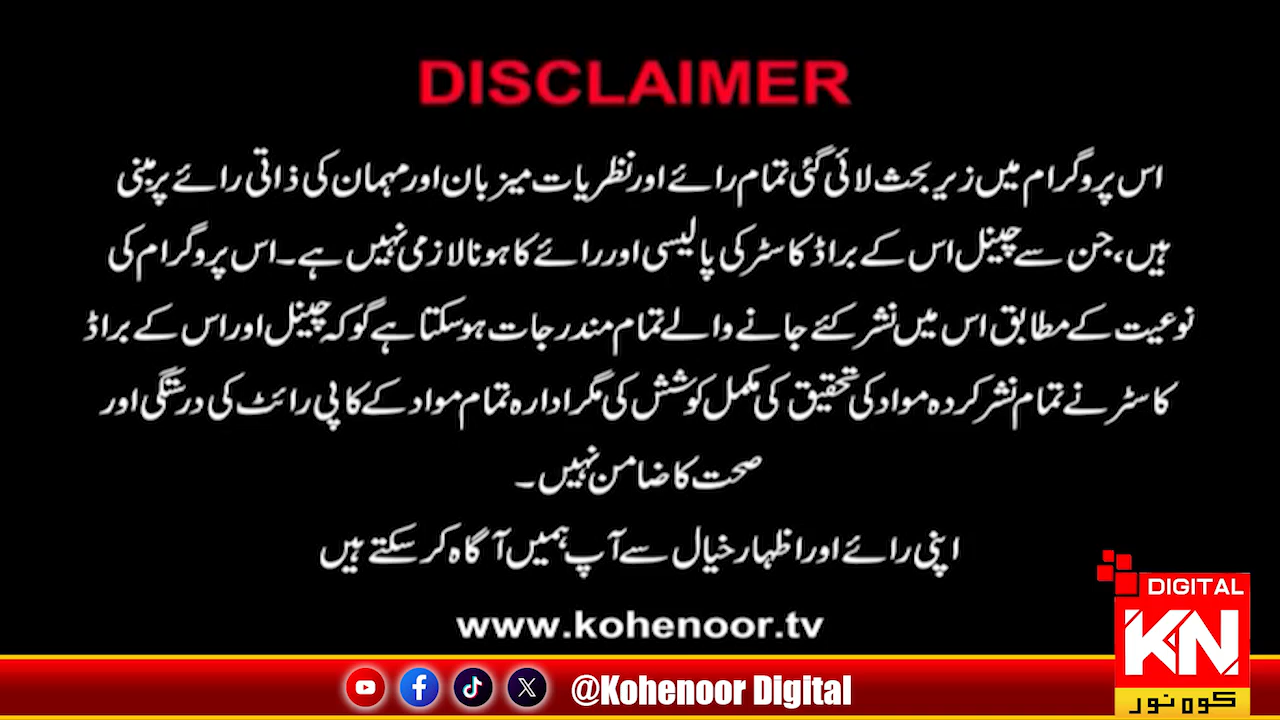 DISCLAIMER
اس پروگرام میں زیر بحث لائی گئی تمام رائے اور نظریات میزبان اور مہمان کی ذاتی رائے پر مبنی
ہیں، جن سے چینل اس کے براڈ کاسٹر کی پالیسی اور رائے کا ہونا لازمی نہیں ہے۔ اس پروگرام کی
نوعیت کے مطابق اس میں نشر کئے جانے والے تمام مندرجات ہو سکتا ہے گو کہ چینل اور اس کے براڈ
کاسٹر نے تمام نشر کردہ مواد کی تحقیق کی مکمل کوشش کی مگر ادارہ تمام مواد کے کاپی رائٹ کی درستگی اور
صحت کا ضامن نہیں۔
اپنی رائے اور اظہار خیال سے آپ ہمیں آگاہ کر سکتے ہیں
www.kohenoor.tv
DIGITAL
KN
کوہ نور
@Kohenoor Digital